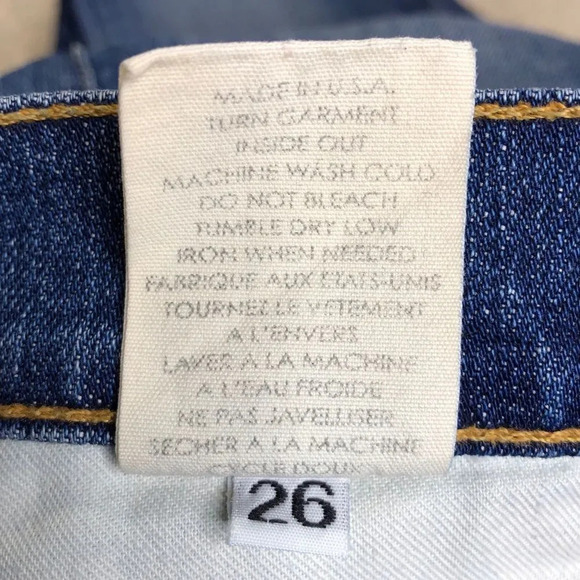 MADE IN U.S.A.
TURN GARMENT
INSIDE OUT
MACHINE WASH COLD
DO NOT BLEACH
TUMBLE DRY LOW
IRON WHEN NEEDED
FABRIQUE AUX ETATS-UNIS
TOURNEZ LE VETEMENT
A L'ENVERS
LAVER A LA MACHINE
A L'EAU FROIDE
NE PAS JAVELLISER
SECHER A LA MACHINE
CYCLE DOUX
26